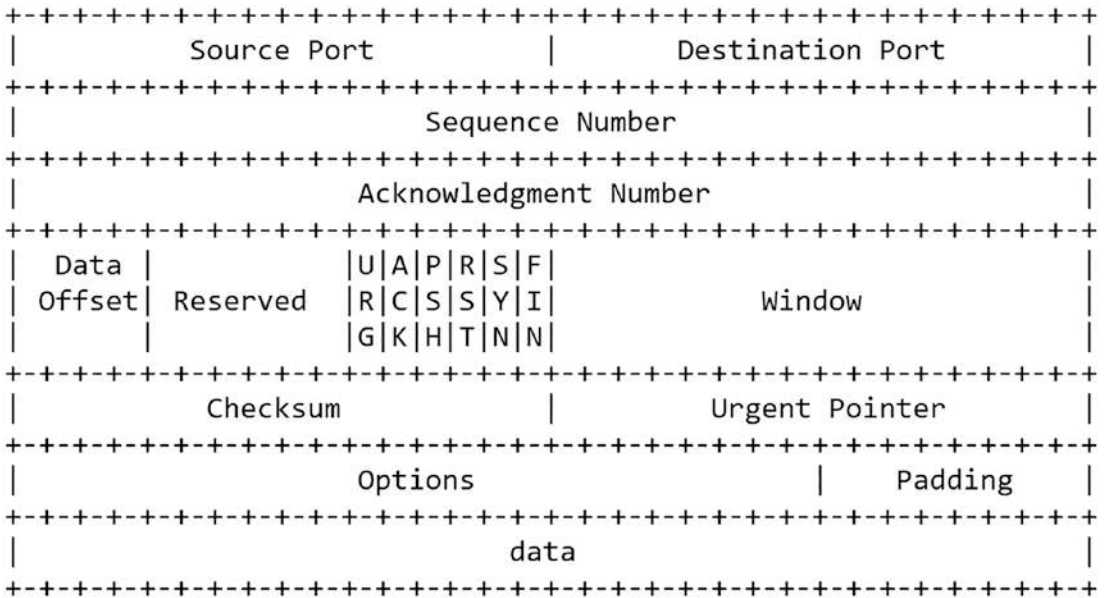 +-+-+-+-+-+-+-+-+-+-+-+-+-+-+-+-+-+-+-+-+-+-+-+-+-+-+-+-+-+-+-+-+
|          Source Port          |       Destination Port        |
+-+-+-+-+-+-+-+-+-+-+-+-+-+-+-+-+-+-+-+-+-+-+-+-+-+-+-+-+-+-+-+-+
|                        Sequence Number                        |
+-+-+-+-+-+-+-+-+-+-+-+-+-+-+-+-+-+-+-+-+-+-+-+-+-+-+-+-+-+-+-+-+
|                    Acknowledgment Number                      |
+-+-+-+-+-+-+-+-+-+-+-+-+-+-+-+-+-+-+-+-+-+-+-+-+-+-+-+-+-+-+-+-+
|  Data |           |U|A|P|R|S|F|                               |
| Offset| Reserved  |R|C|S|S|Y|I|            Window             |
|       |           |G|K|H|T|N|N|                               |
+-+-+-+-+-+-+-+-+-+-+-+-+-+-+-+-+-+-+-+-+-+-+-+-+-+-+-+-+-+-+-+-+
|           Checksum            |         Urgent Pointer        |
+-+-+-+-+-+-+-+-+-+-+-+-+-+-+-+-+-+-+-+-+-+-+-+-+-+-+-+-+-+-+-+-+
|                    Options                    |    Padding    |
+-+-+-+-+-+-+-+-+-+-+-+-+-+-+-+-+-+-+-+-+-+-+-+-+-+-+-+-+-+-+-+-+
|                             data                              |
+-+-+-+-+-+-+-+-+-+-+-+-+-+-+-+-+-+-+-+-+-+-+-+-+-+-+-+-+-+-+-+-+